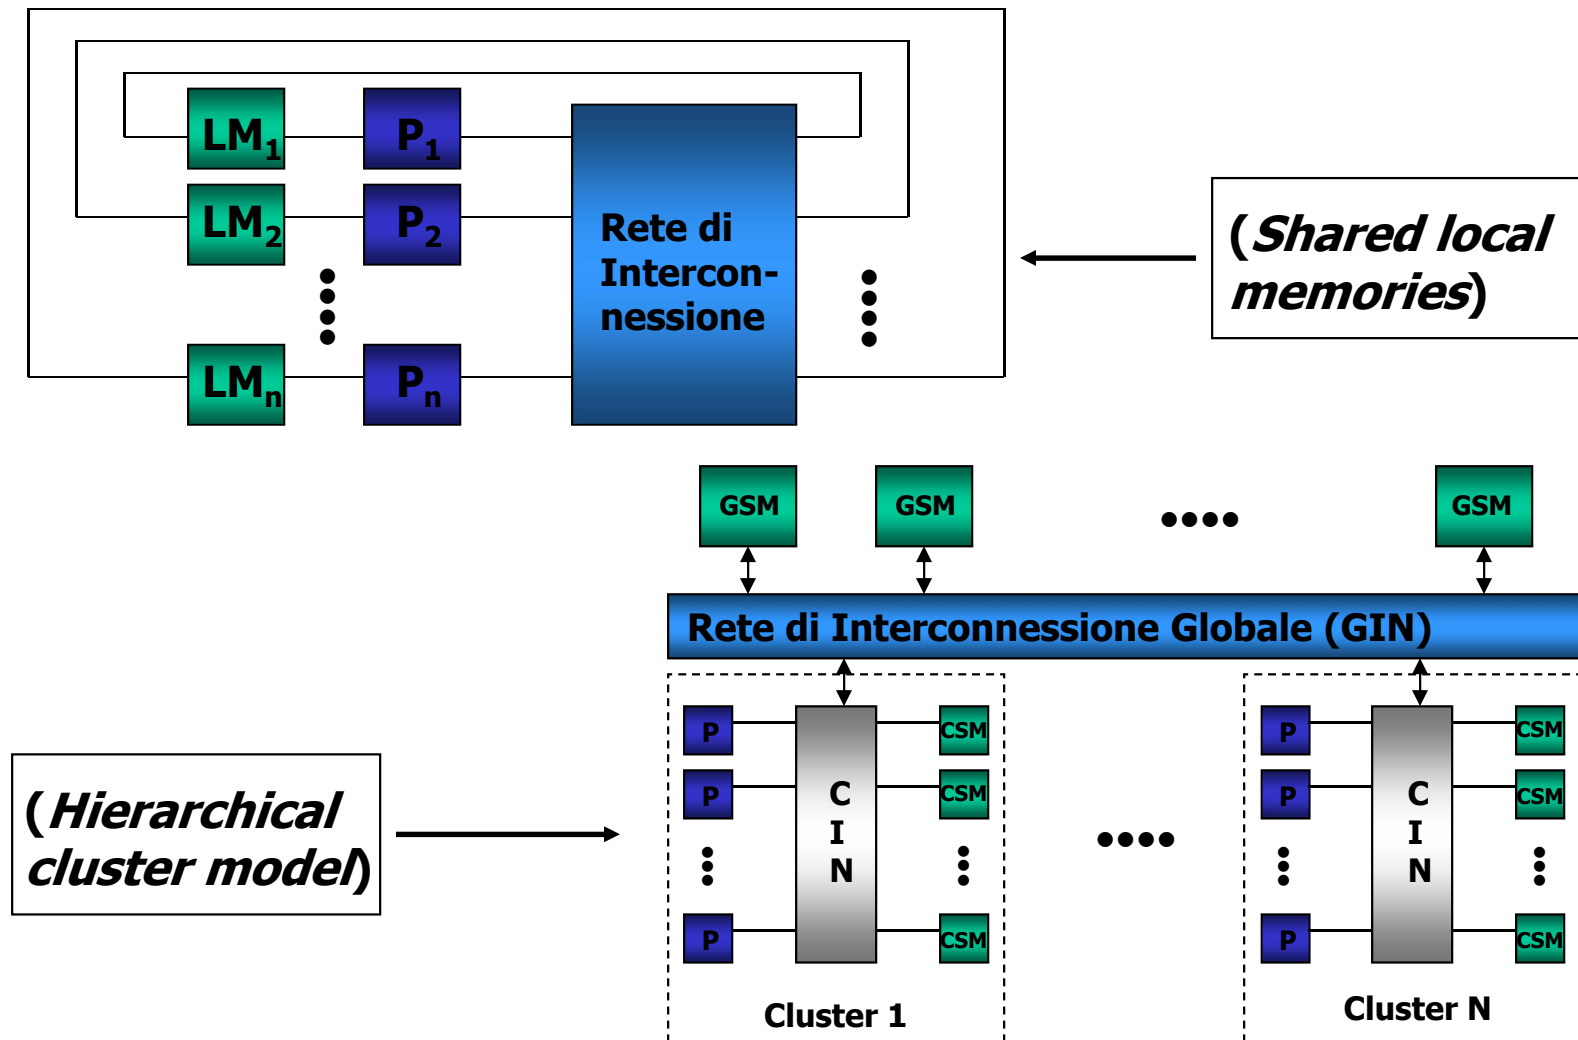 LM1 P1
LM2 P2
Rete di
Intercon-
nessione
LMn Pn
(Shared local
memories)
GSM GSM GSM
Rete di Interconnessione Globale (GIN)
(Hierarchical
cluster model)
P CSM
P CSM
P CSM
C
I
N
Cluster 1
P CSM
P CSM
P CSM
C
I
N
Cluster N